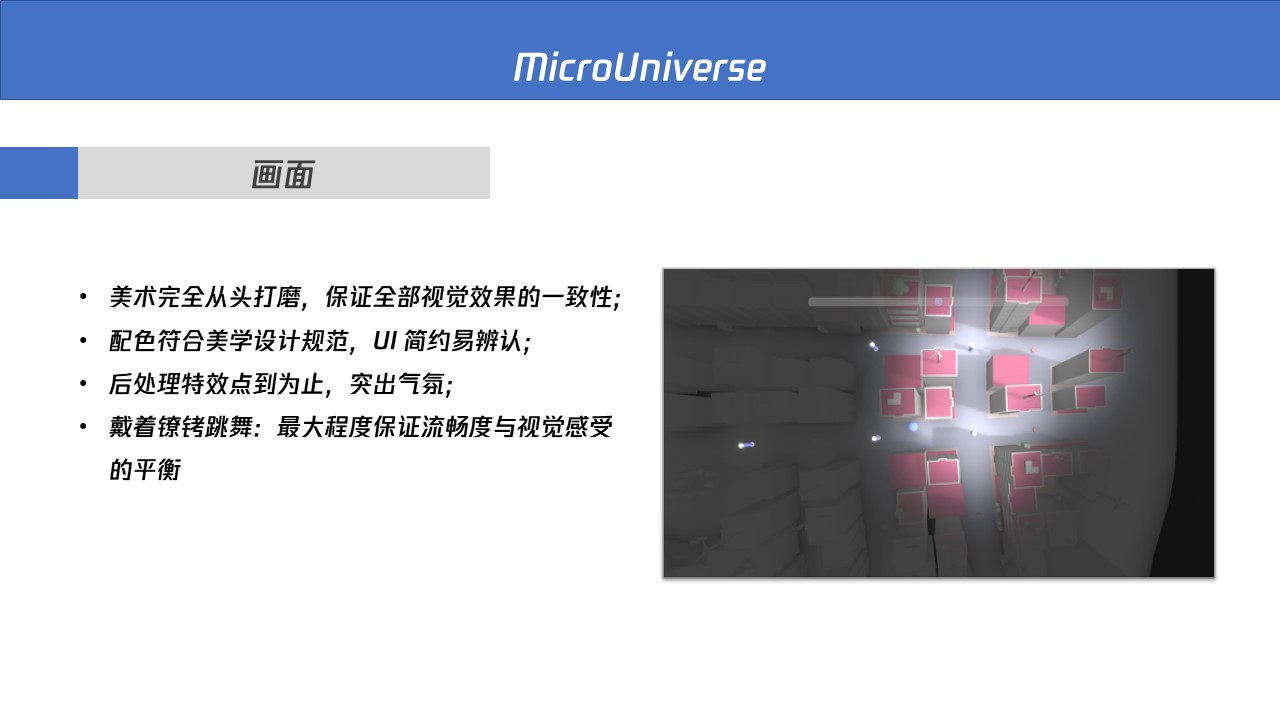 MicroUniverse
画面
• 美术完全从头打磨，保证全部视觉效果的一致性；
• 配色符合美学设计规范，UI 简约易辨认；
• 后处理特效点到为止，突出气氛；
• 戴着镣铐跳舞：最大程度保证流畅度与视觉感受
的平衡